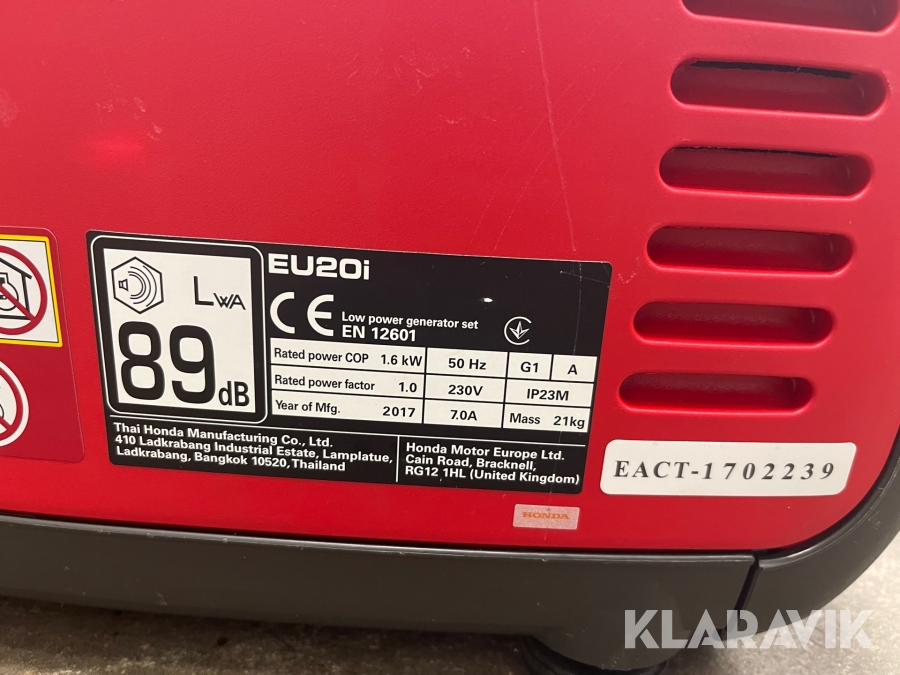 EU20i
LWA
89dB
CE
Low power generator set
EN 12601
Rated power COP 1.6 kW 50 Hz G1 A
Rated power factor 1.0 230V IP23M
Year of Mfg. 2017 7.0A Mass 21kg
Thai Honda Manufacturing Co., Ltd.
410 Ladkrabang Industrial Estate, Lamplatue,
Ladkrabang, Bangkok 10520,Thailand
Honda Motor Europe Ltd.
Cain Road, Bracknell,
RG12 1HL (United Kingdom)
EACT-1702239
HONDA
KLARAVIK